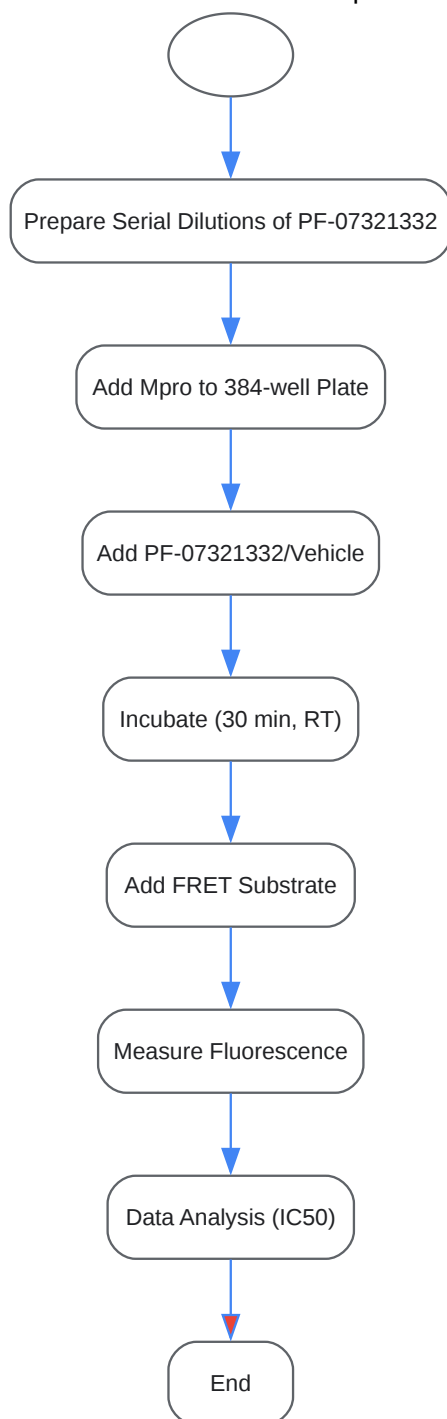 Prepare Serial Dilutions of PF-07321332
Add Mpro to 384-well Plate
Add PF-07321332/Vehicle
Incubate (30 min, RT)
Add FRET Substrate
Measure Fluorescence
Data Analysis (IC50)
End